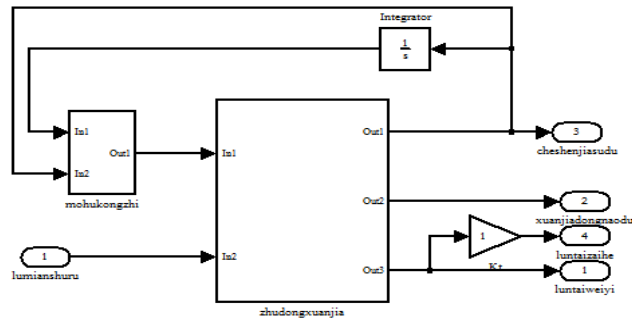 Integrator
1
s
In1
Out1
In2
mohukongzhi
In1
In2
Out1
Out2
Out3
zhudongxuanjia
1
lumianshuru
3
cheshenjiasudu
2
xuanjiadongnaodu
1
Kt
4
luntaizaihe
1
luntaiweiyi